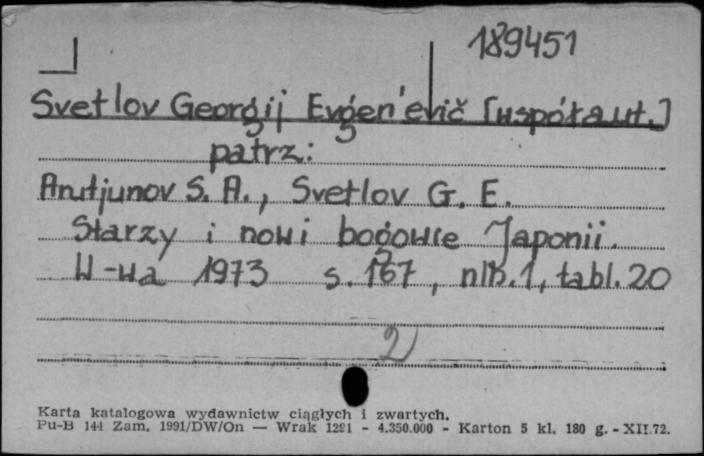 189451
Svetlov Georgij Evgen'evič [współaut.]
patrz:
Arutjunov S. A., Svetlov G. E.
Starzy i nowi bogowie Japonii.
W-wa 1973 s. 167, nlb. 1, tabl. 20
2
Karta katalogowa wydawnictw ciągłych i zwartych.
Pu-B 144 Zam. 1991/DW/On — Wrak 1291 - 4.350.000 - Karton 5 kl. 180 g. - XII.72.